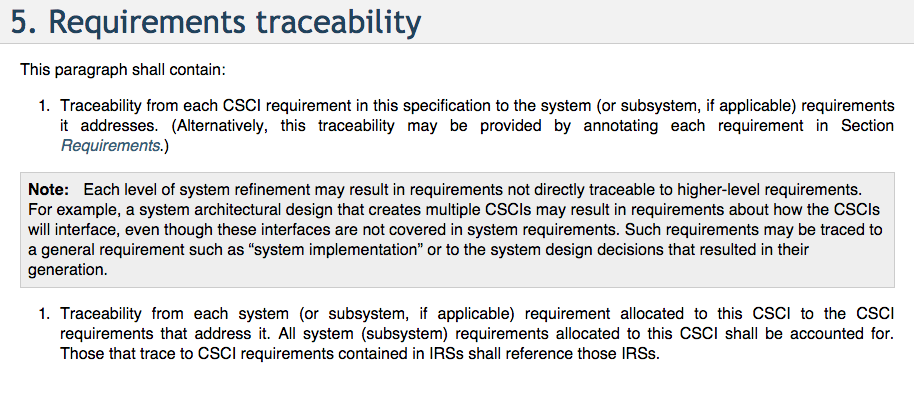 5. Requirements traceability
This paragraph shall contain:
1. Traceability from each CSCI requirement in this specification to the system (or subsystem, if applicable) requirements
it addresses. (Alternatively, this traceability may be provided by annotating each requirement in Section
Requirements.)
Note: Each level of system refinement may result in requirements not directly traceable to higher-level requirements.
For example, a system architectural design that creates multiple CSCIs may result in requirements about how the CSCIs
will interface, even though these interfaces are not covered in system requirements. Such requirements may be traced to
a general requirement such as “system implementation” or to the system design decisions that resulted in their
generation.
1. Traceability from each system (or subsystem, if applicable) requirement allocated to this CSCI to the CSCI
requirements that address it. All system (subsystem) requirements allocated to this CSCI shall be accounted for.
Those that trace to CSCI requirements contained in IRSs shall reference those IRSs.